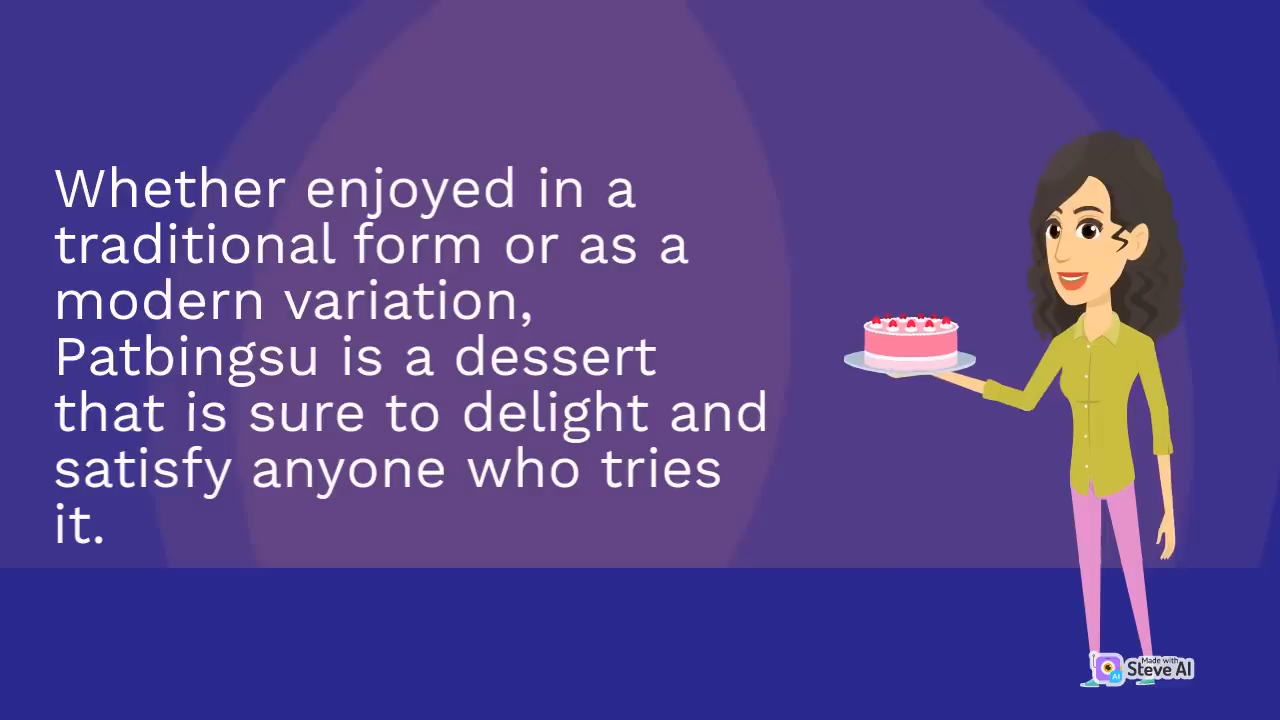 Whether enjoyed in a
traditional form or as a
modern variation,
Patbingsu is a dessert
that is sure to delight and
satisfy anyone who tries
it.
Made with
Steve AI
AI